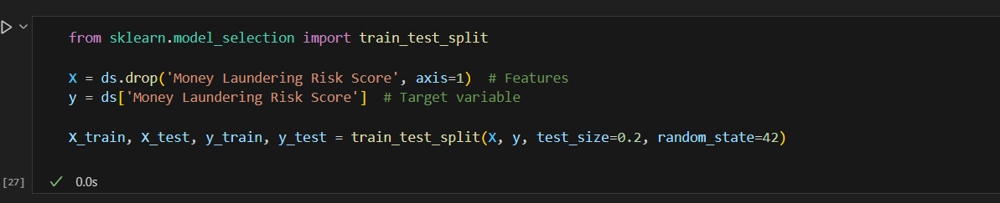 from sklearn.model_selection import train_test_split
X = ds.drop('Money Laundering Risk Score', axis=1)  # Features
y = ds['Money Laundering Risk Score']  # Target variable
X_train, X_test, y_train, y_test = train_test_split(X, y, test_size=0.2, random_state=42)
[27] 0.0s